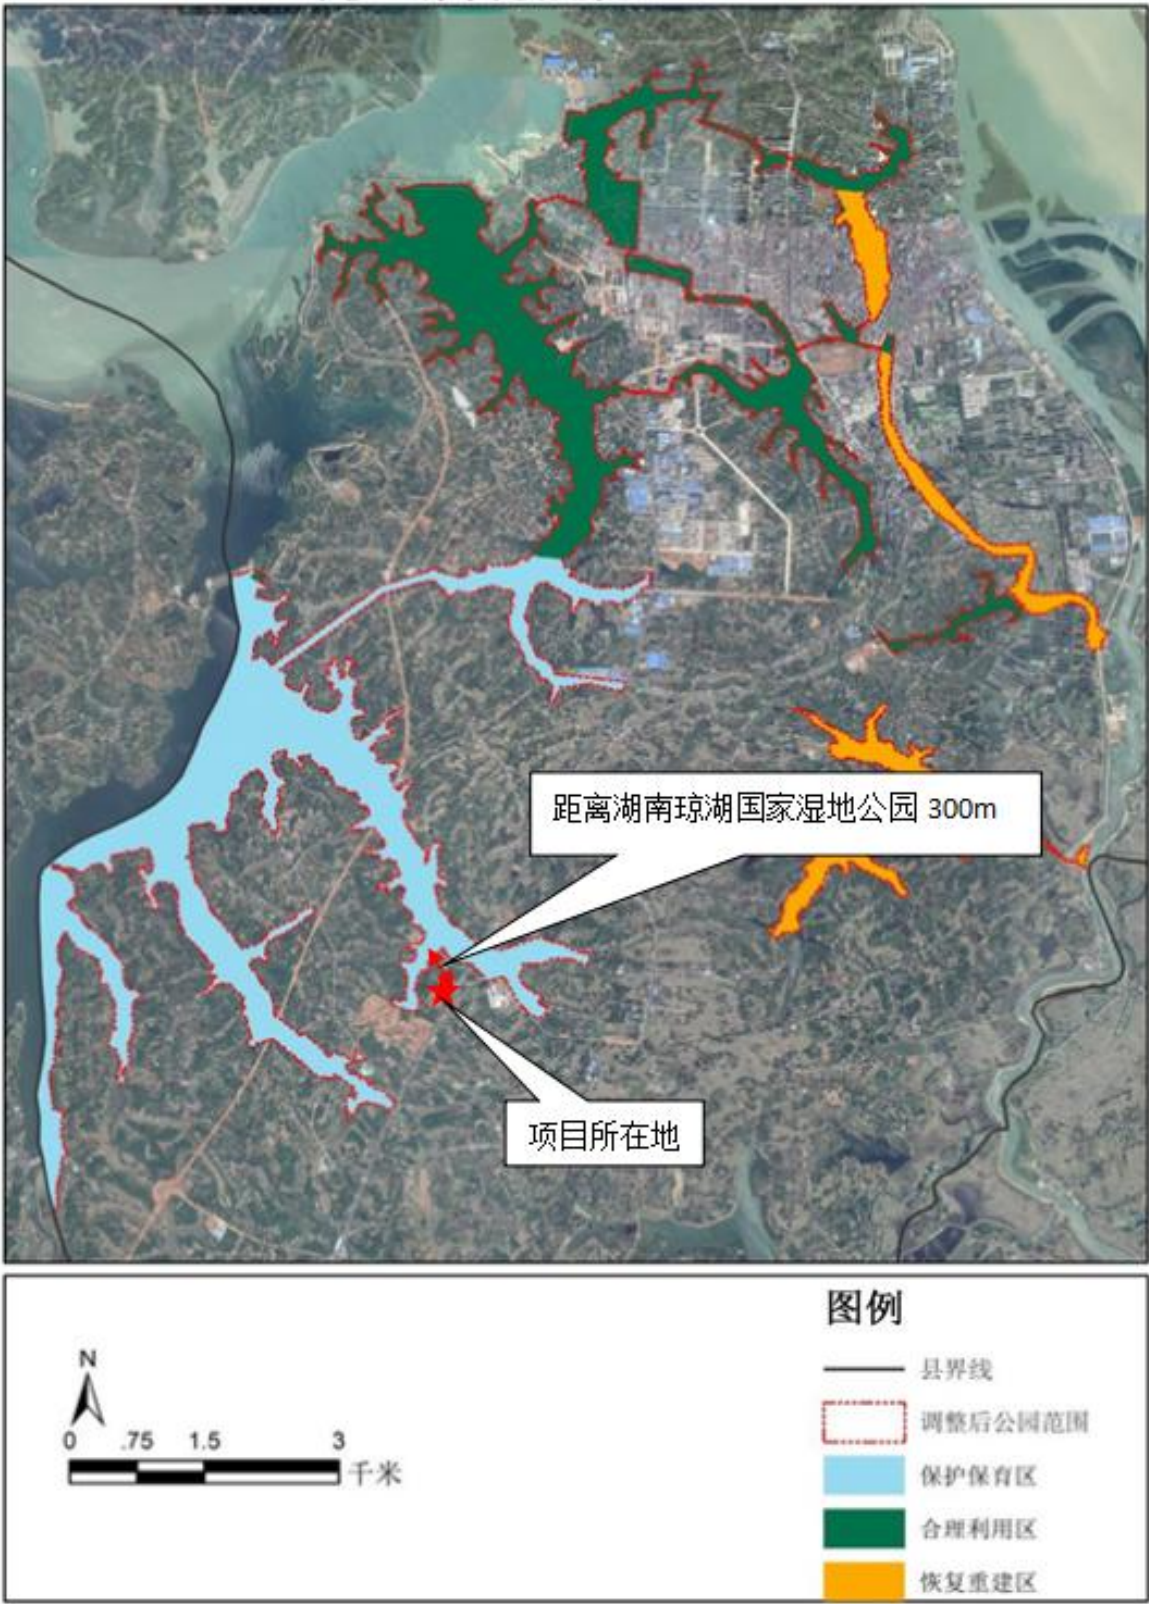 距离湖南琼湖国家湿地公园 300m
项目所在地
图例
N
0 .75 1.5 3
千米
县界线
调整后公园范围
保护保育区
合理利用区
恢复重建区